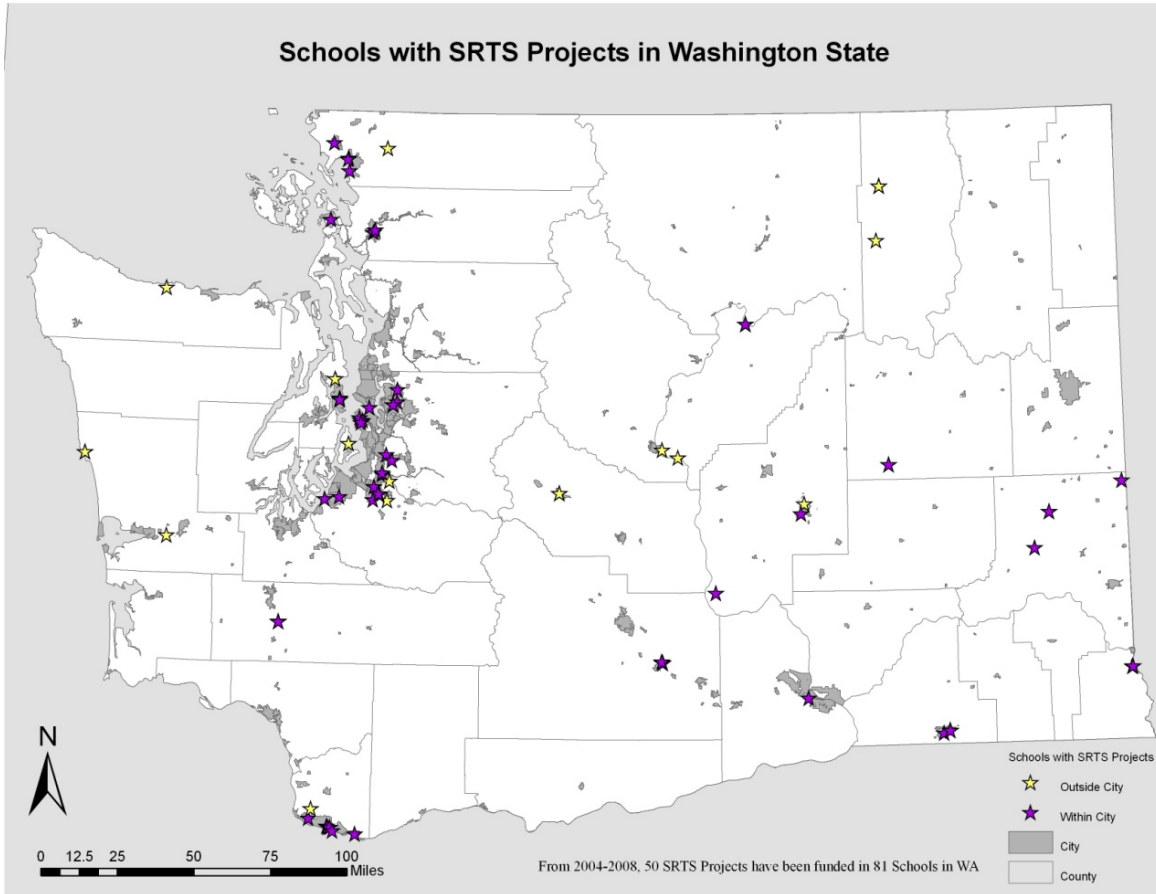 Schools with SRTS Projects in Washington State
N
0 12.5 25 50 75 100
Miles
Schools with SRTS Projects
Outside City
Within City
City
County
From 2004-2008, 50 SRTS Projects have been funded in 81 Schools in WA